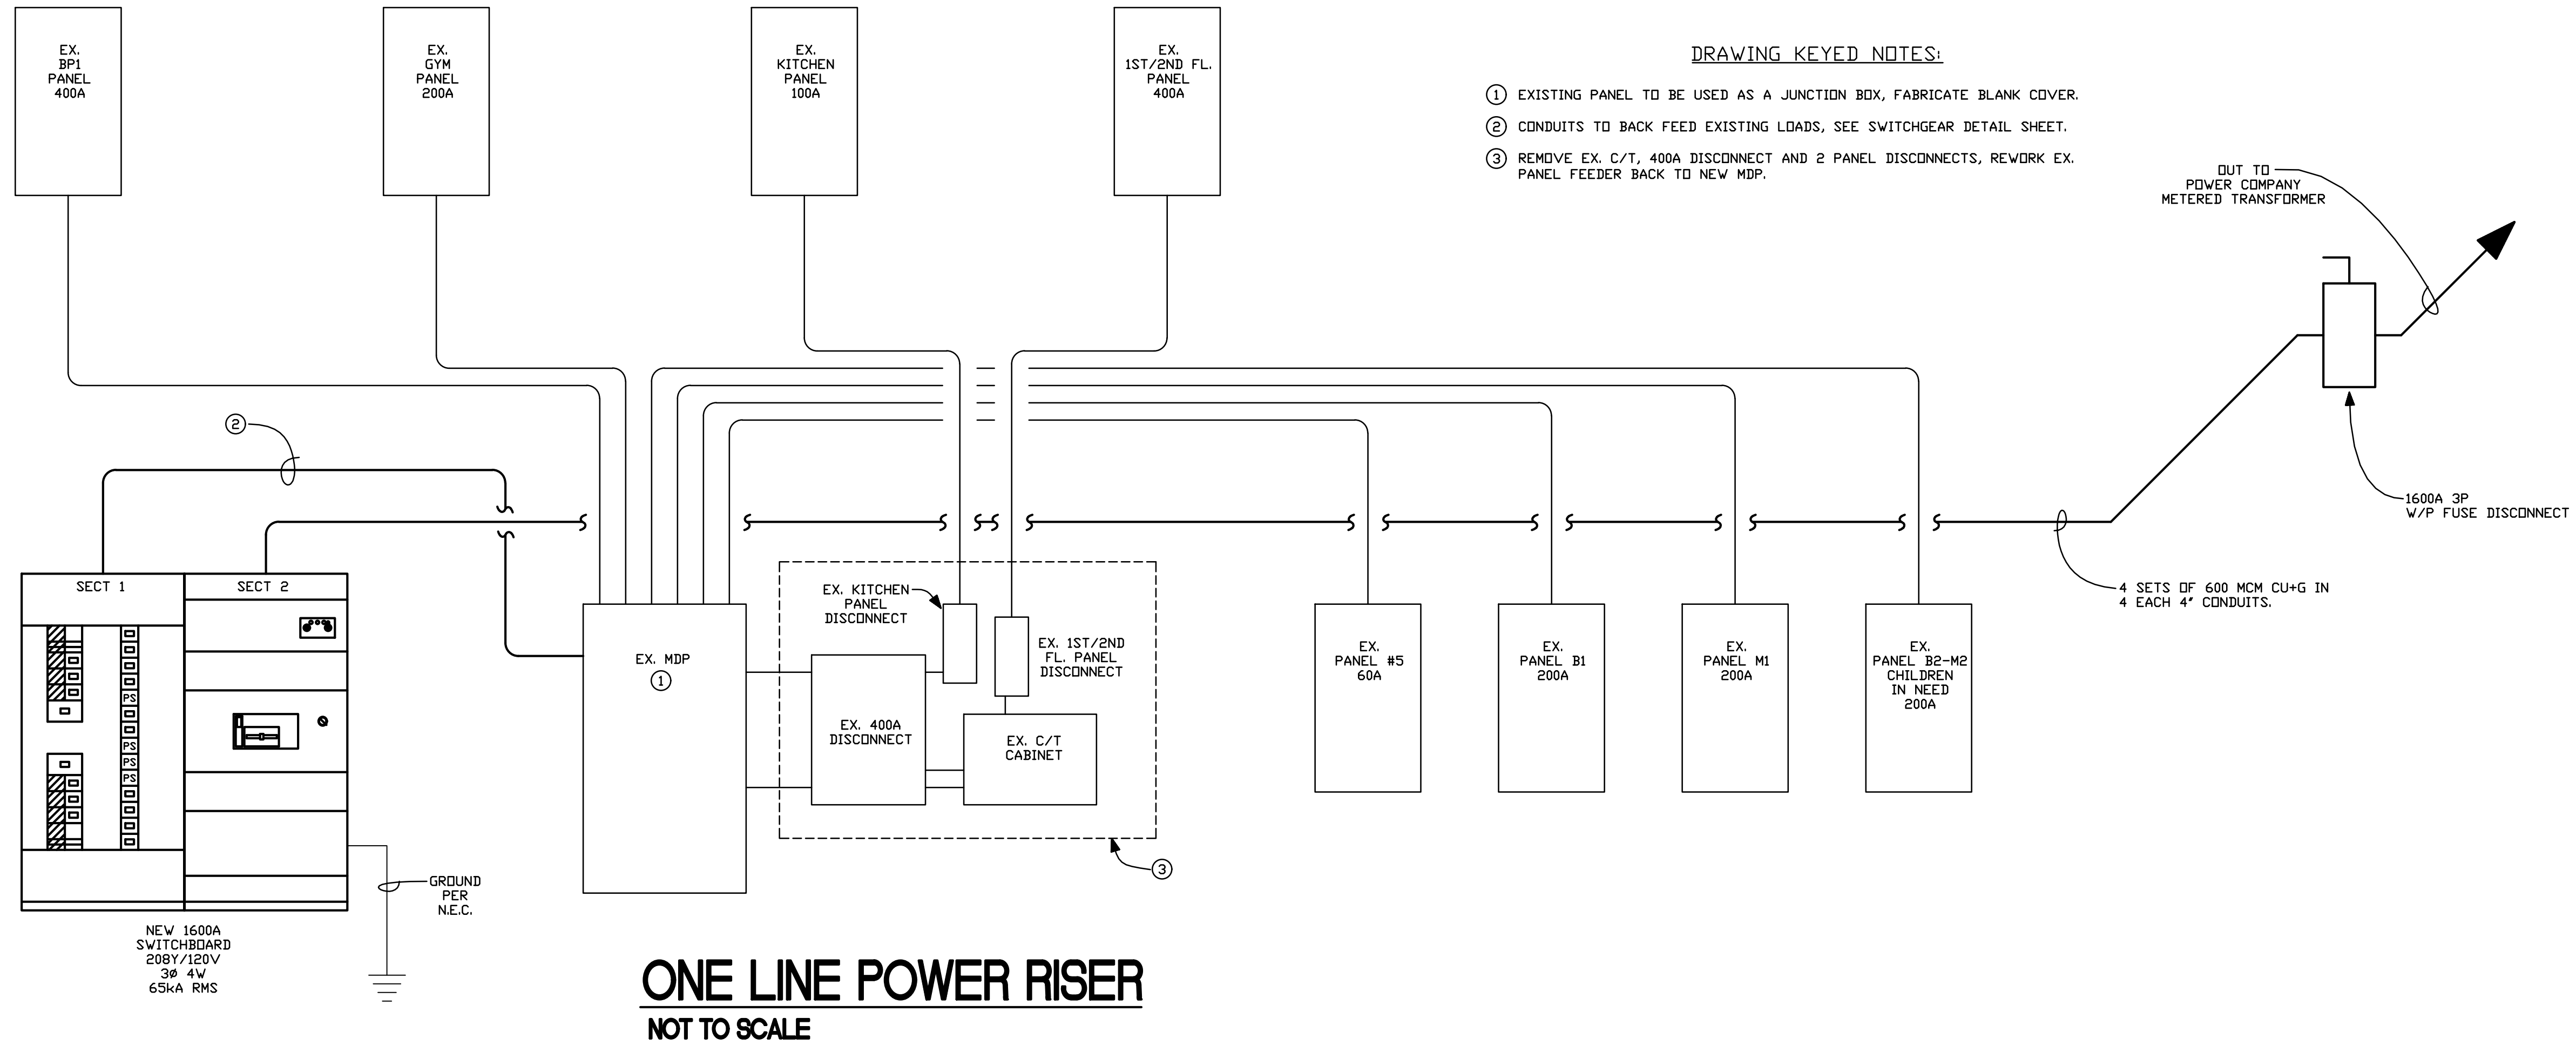 EX.
BP1
PANEL
400A
EX.
GYM
PANEL
200A
EX.
KITCHEN
PANEL
100A
EX.
1ST/2ND FL.
PANEL
400A
DRAWING KEYED NOTES:
1 EXISTING PANEL TO BE USED AS A JUNCTION BOX, FABRICATE BLANK COVER.
2 CONDUITS TO BACK FEED EXISTING LOADS, SEE SWITCHGEAR DETAIL SHEET.
3 REMOVE EX. C/T, 400A DISCONNECT AND 2 PANEL DISCONNECTS, REWORK EX.
PANEL FEEDER BACK TO NEW MDP.
OUT TO
POWER COMPANY
METERED TRANSFORMER
1600A 3P
W/P FUSE DISCONNECT
4 SETS OF 600 MCM CU+G IN
4 EACH 4" CONDUITS.
2
SECT 1
SECT 2
PS
PS
PS
PS
NEW 1600A
SWITCHBOARD
208Y/120V
3ø 4W
65kA RMS
GROUND
PER
N.E.C.
EX. MDP
1
EX. KITCHEN
PANEL
DISCONNECT
EX. 1ST/2ND
FL. PANEL
DISCONNECT
EX. 400A
DISCONNECT
EX. C/T
CABINET
3
EX.
PANEL #5
60A
EX.
PANEL B1
200A
EX.
PANEL M1
200A
EX.
PANEL B2-M2
CHILDREN
IN NEED
200A
ONE LINE POWER RISER
NOT TO SCALE